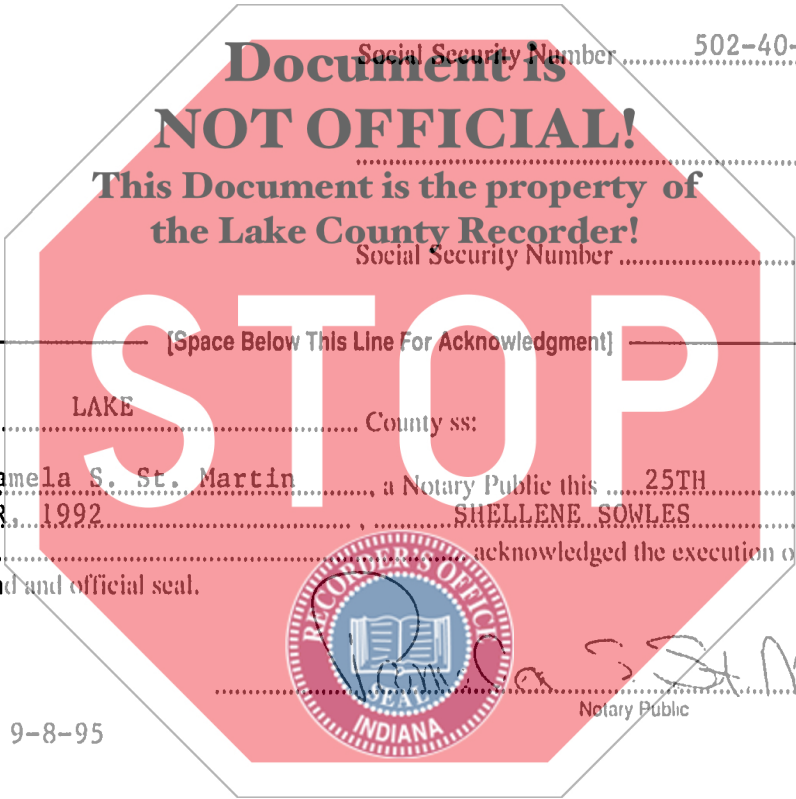 Social Security Number 502-40-
Document is
NOT OFFICIAL!
This Document is the property of
the Lake County Recorder!
Social Security Number
[Space Below This Line For Acknowledgment]
STOP
LAKE County ss:
amela S. St. Martin, a Notary Public this 25TH
R, 1992, SHELLENE SOWLES
acknowledged the execution o
d and official seal.
RECORDER'S OFFICE
Pamela S. St. M
SEAL
INDIANA
Notary Public
9-8-95